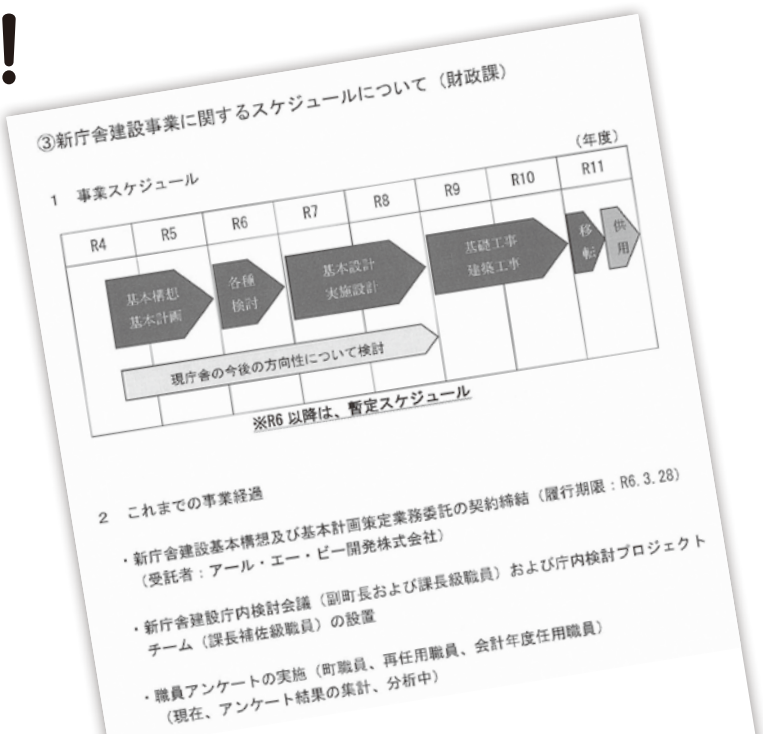 !
③新庁舎建設事業に関するスケジュールについて（財政課）
1 事業スケジュール
（年度）
R4 R5 R6 R7 R8 R9 R10 R11
基本構想
基本計画
各種
検討
基本設計
実施設計
基礎工事
建築工事
移
転
供
用
現庁舎の今後の方向性について検討
※R6 以降は、暫定スケジュール
2 これまでの事業経過
・新庁舎建設基本構想及び基本計画策定業務委託の契約締結（履行期限：R6.3.28）
（受託者：アール・エー・ビー開発株式会社）
・新庁舎建設庁内検討会議（副町長および課長級職員）および庁内検討プロジェクト
チーム（課長補佐級職員）の設置
・職員アンケートの実施（町職員、再任用職員、会計年度任用職員）
（現在、アンケート結果の集計、分析中）